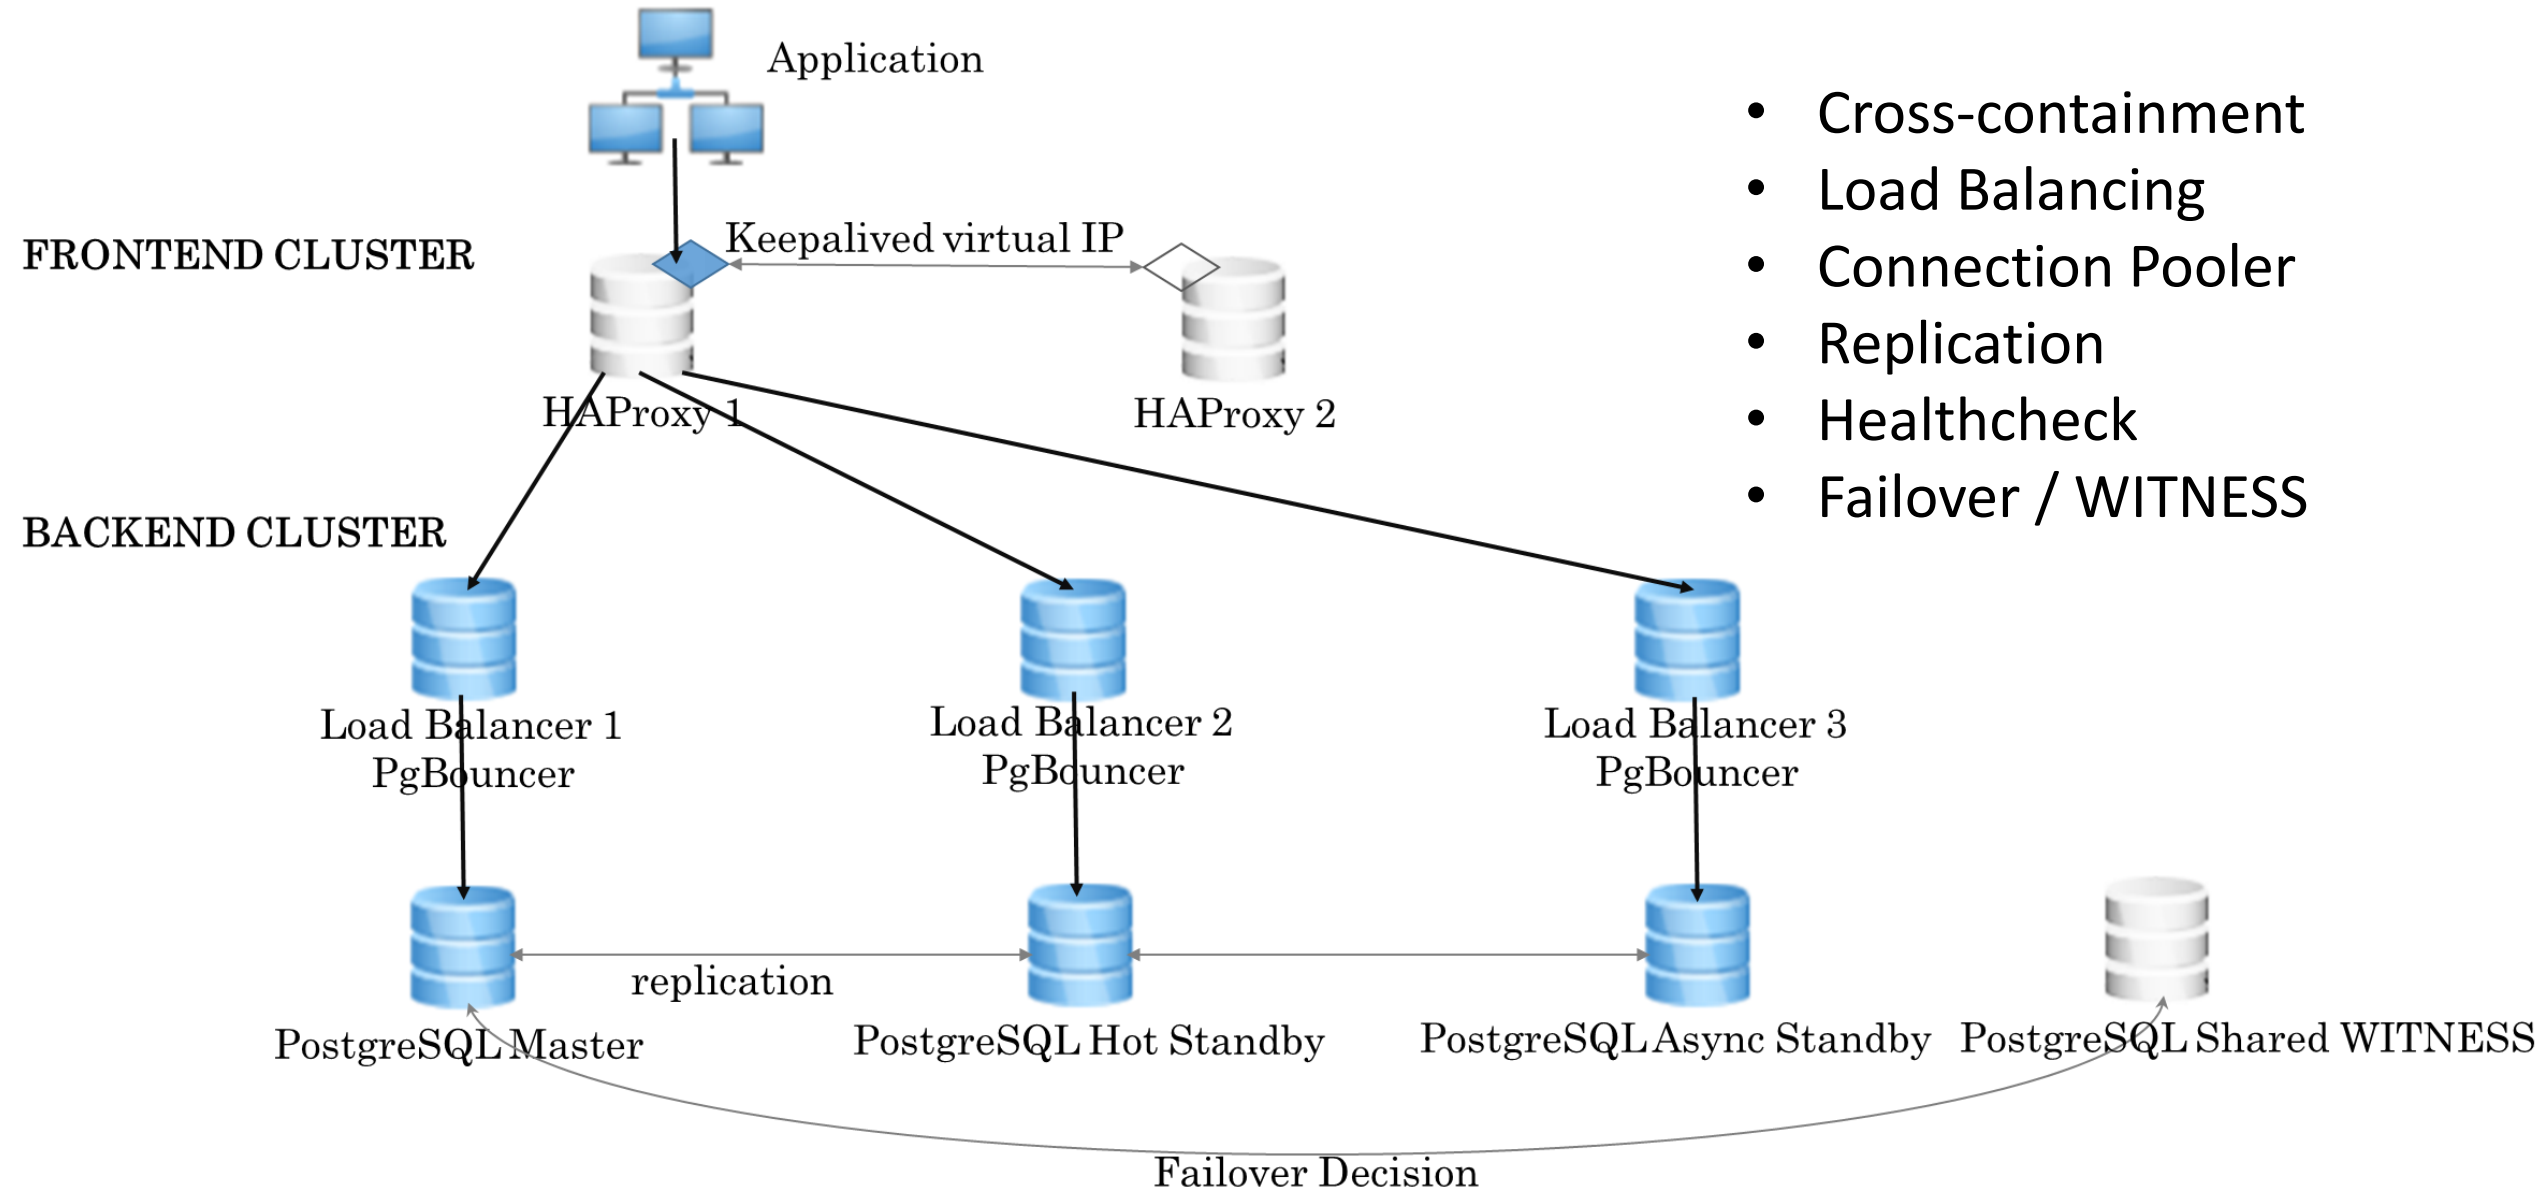 Application
Keepalived virtual IP
FRONTEND CLUSTER
HAProxy 1
HAProxy 2
• Cross-containment
• Load Balancing
• Connection Pooler
• Replication
• Healthcheck
• Failover / WITNESS
BACKEND CLUSTER
Load Balancer 1
PgBouncer
Load Balancer 2
PgBouncer
Load Balancer 3
PgBouncer
replication
PostgreSQL Master
PostgreSQL Hot Standby
PostgreSQL Async Standby
PostgreSQL Shared WITNESS
Failover Decision